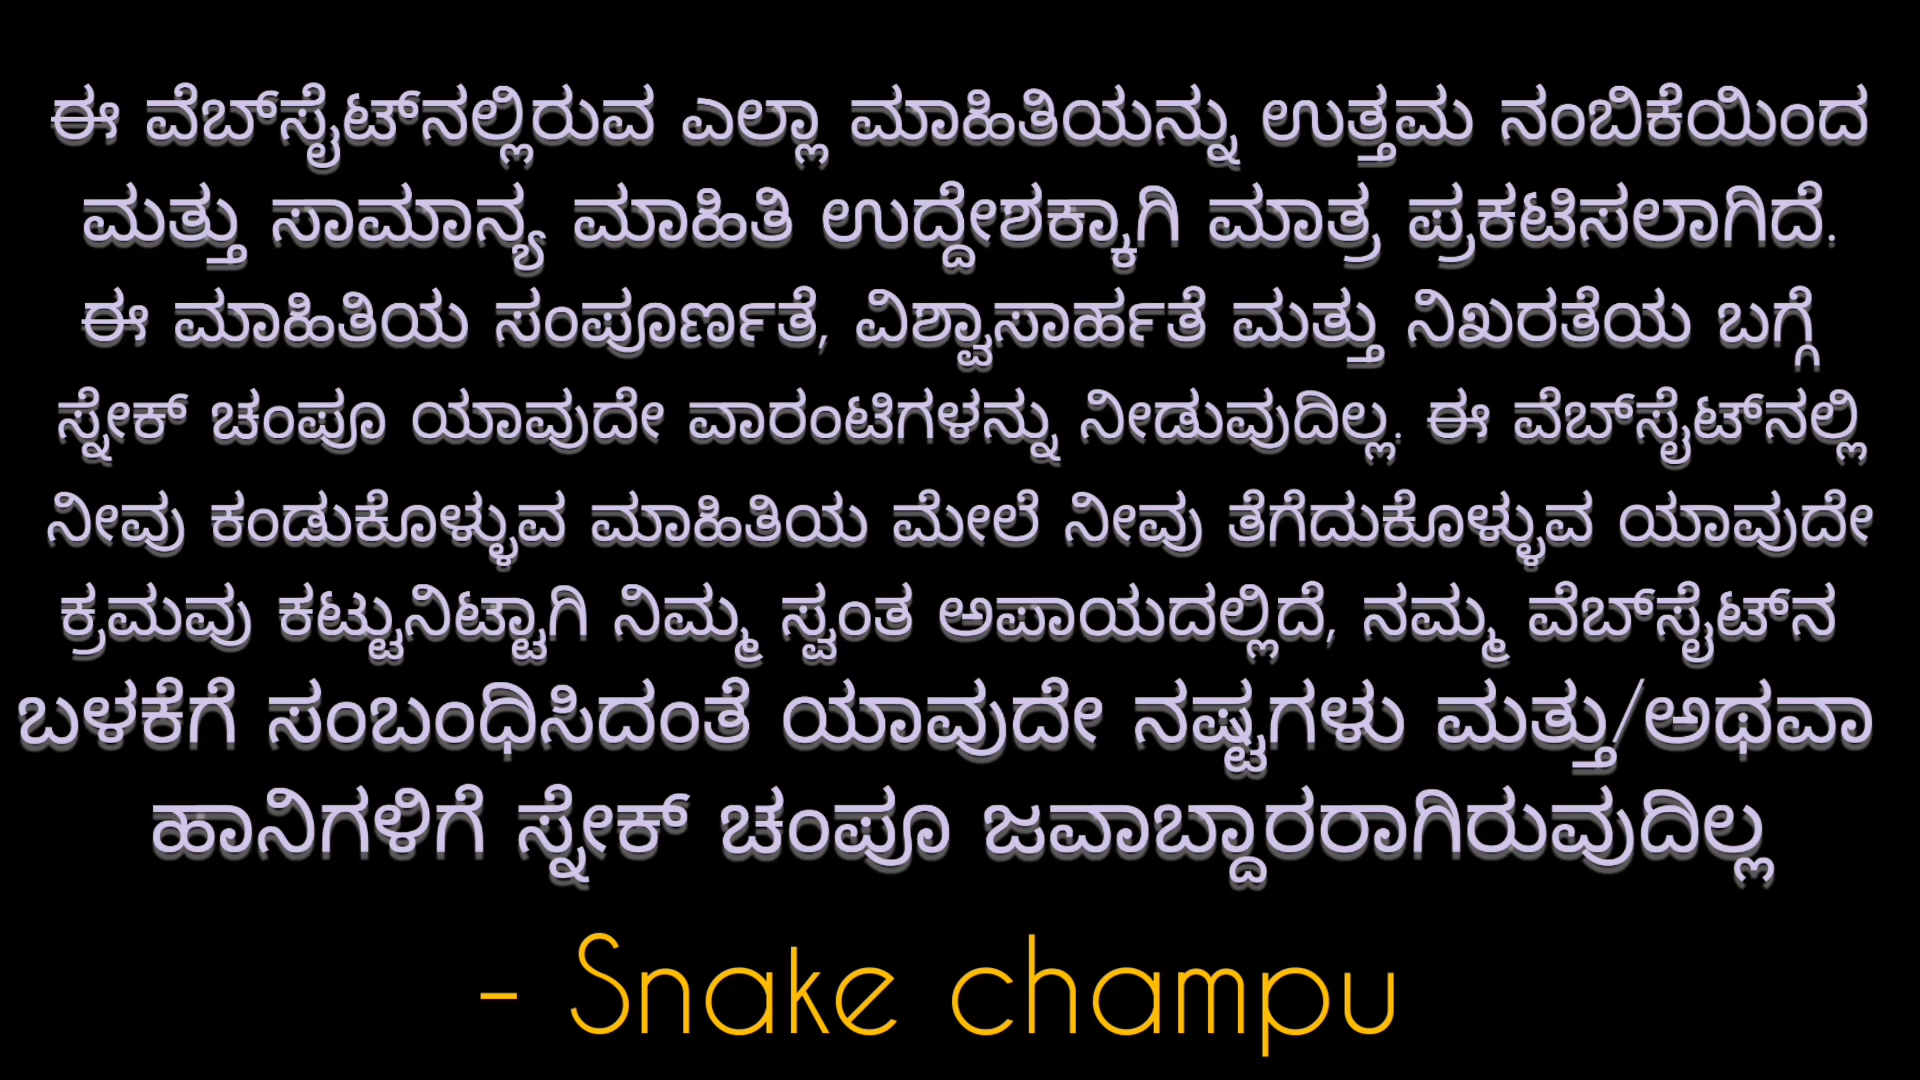 ಈ ವೆಬ್‌ಸೈಟ್‌ನಲ್ಲಿರುವ ಎಲ್ಲಾ ಮಾಹಿತಿಯನ್ನು ಉತ್ತಮ ನಂಬಿಕೆಯಿಂದ
ಮತ್ತು ಸಾಮಾನ್ಯ ಮಾಹಿತಿ ಉದ್ದೇಶಕ್ಕಾಗಿ ಮಾತ್ರ ಪ್ರಕಟಿಸಲಾಗಿದೆ.
ಈ ಮಾಹಿತಿಯ ಸಂಪೂರ್ಣತೆ, ವಿಶ್ವಾಸಾರ್ಹತೆ ಮತ್ತು ನಿಖರತೆಯ ಬಗ್ಗೆ
ಸ್ನೇಕ್ ಚಂಪೂ ಯಾವುದೇ ವಾರಂಟಿಗಳನ್ನು ನೀಡುವುದಿಲ್ಲ. ಈ ವೆಬ್‌ಸೈಟ್‌ನಲ್ಲಿ
ನೀವು ಕಂಡುಕೊಳ್ಳುವ ಮಾಹಿತಿಯ ಮೇಲೆ ನೀವು ತೆಗೆದುಕೊಳ್ಳುವ ಯಾವುದೇ
ಕ್ರಮವು ಕಟ್ಟುನಿಟ್ಟಾಗಿ ನಿಮ್ಮ ಸ್ವಂತ ಅಪಾಯದಲ್ಲಿದೆ, ನಮ್ಮ ವೆಬ್‌ಸೈಟ್‌ನ
ಬಳಕೆಗೆ ಸಂಬಂಧಿಸಿದಂತೆ ಯಾವುದೇ ನಷ್ಟಗಳು ಮತ್ತು/ಅಥವಾ
ಹಾನಿಗಳಿಗೆ ಸ್ನೇಕ್ ಚಂಪೂ ಜವಾಬ್ದಾರರಾಗಿರುವುದಿಲ್ಲ
- Snake champu